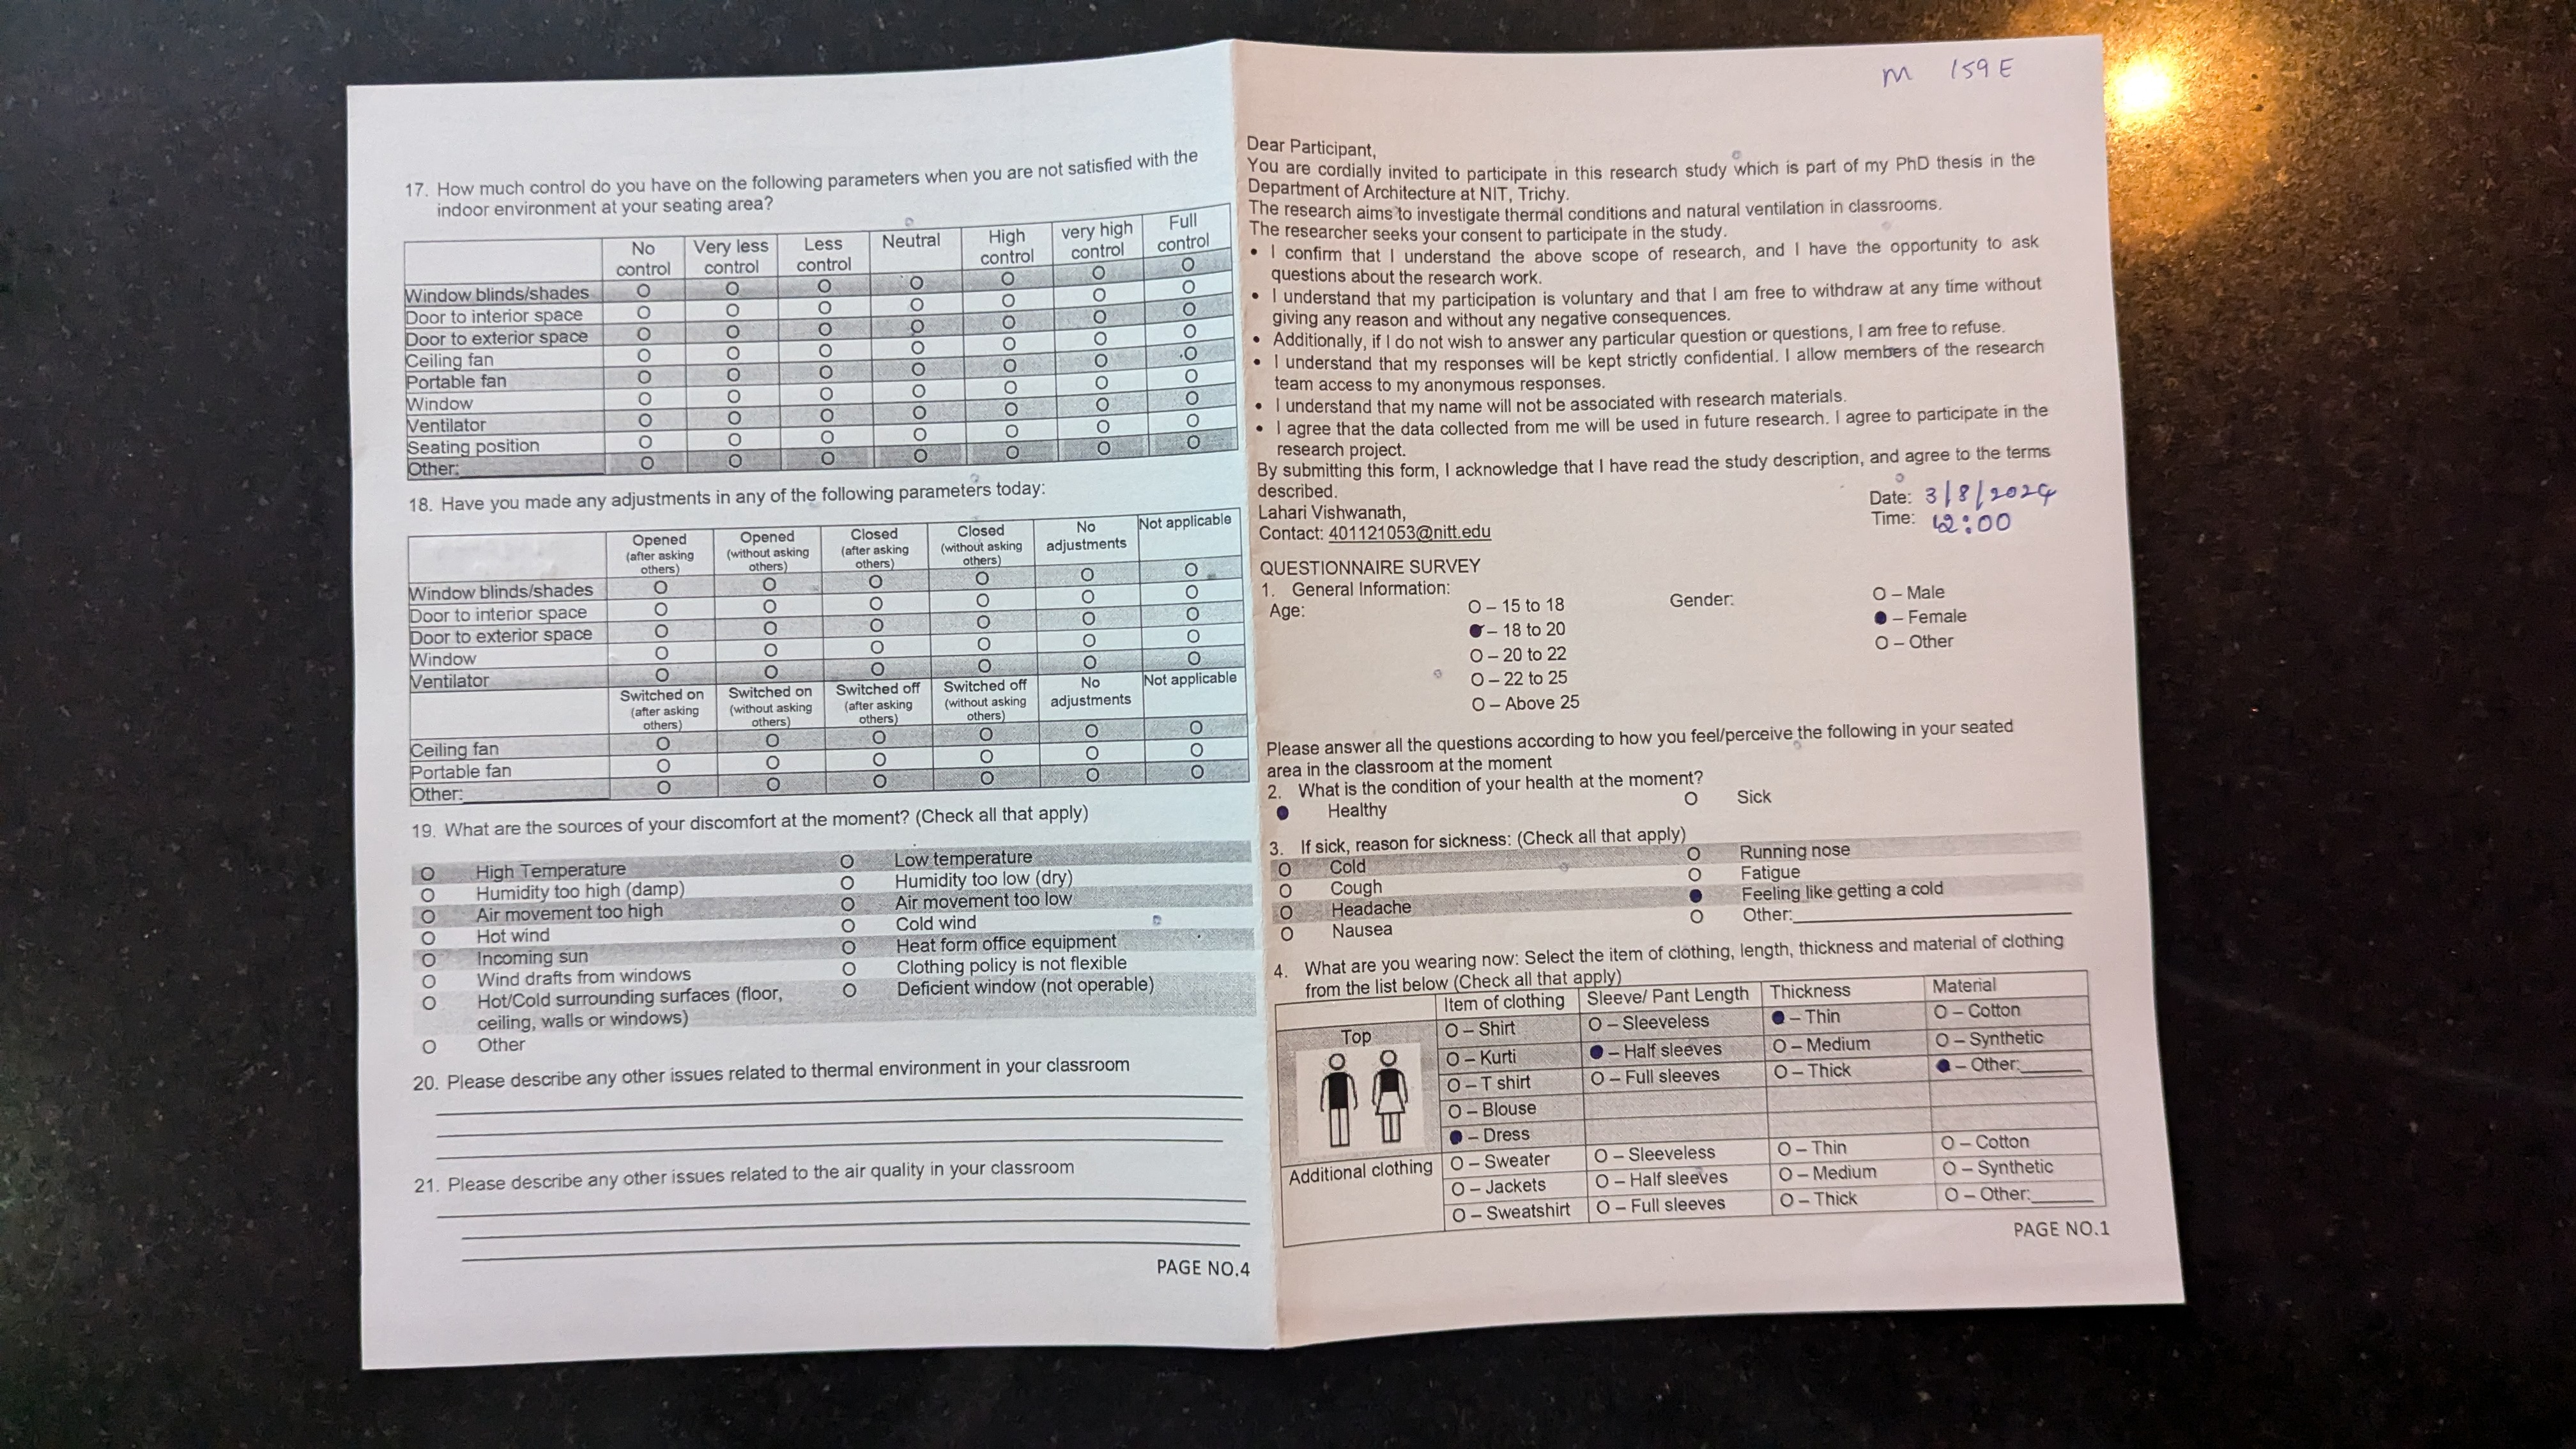 17. How much control do you have on the following parameters when you are not satisfied with the
indoor environment at your seating area?
No control Very less control Less control Neutral High control very high control Full control
Window blinds/shades O O O O O O O
Door to interior space O O O O O O O
Door to exterior space O O O O O O O
Ceiling fan O O O O O O O
Portable fan O O O O O O O
Window O O O O O O O
Ventilator O O O O O O O
Seating position O O O O O O O
Other: O O O O O O O
18. Have you made any adjustments in any of the following parameters today:
Opened (after asking others) Opened (without asking others) Closed (after asking others) Closed (without asking others) No adjustments Not applicable
Window blinds/shades O O O O O O
Door to interior space O O O O O O
Door to exterior space O O O O O O
Window O O O O O O
Ventilator O O O O O O
Switched on (after asking others) Switched on (without asking others) Switched off (after asking others) Switched off (without asking others) No adjustments Not applicable
Ceiling fan O O O O O O
Portable fan O O O O O O
Other: O O O O O O
19. What are the sources of your discomfort at the moment? (Check all that apply)
O High Temperature O Low temperature
O Humidity too high (damp) O Humidity too low (dry)
O Air movement too high O Air movement too low
O Hot wind O Cold wind
O Incoming sun O Heat form office equipment
O Wind drafts from windows O Clothing policy is not flexible
O Hot/Cold surrounding surfaces (floor, O Deficient window (not operable)
ceiling, walls or windows)
O Other
20. Please describe any other issues related to thermal environment in your classroom
21. Please describe any other issues related to the air quality in your classroom
PAGE NO.4
M 159 E
Dear Participant,
You are cordially invited to participate in this research study which is part of my PhD thesis in the
Department of Architecture at NIT, Trichy.
The research aims to investigate thermal conditions and natural ventilation in classrooms.
The researcher seeks your consent to participate in the study.
• I confirm that I understand the above scope of research, and I have the opportunity to ask
questions about the research work.
• I understand that my participation is voluntary and that I am free to withdraw at any time without
giving any reason and without any negative consequences.
• Additionally, if I do not wish to answer any particular question or questions, I am free to refuse.
• I understand that my responses will be kept strictly confidential. I allow members of the research
team access to my anonymous responses.
• I understand that my name will not be associated with research materials.
• I agree that the data collected from me will be used in future research. I agree to participate in the
research project.
By submitting this form, I acknowledge that I have read the study description, and agree to the terms
described.
Lahari Vishwanath,
Contact: 401121053@nitt.edu
Date: 3/8/2024
Time: 12:00
QUESTIONNAIRE SURVEY
1. General Information:
Age: O – 15 to 18 Gender: O – Male
● – 18 to 20 ● – Female
O – 20 to 22 O – Other
O – 22 to 25
O – Above 25
Please answer all the questions according to how you feel/perceive the following in your seated
area in the classroom at the moment
2. What is the condition of your health at the moment?
● Healthy O Sick
3. If sick, reason for sickness: (Check all that apply)
O Cold O Running nose
O Cough O Fatigue
O Headache ● Feeling like getting a cold
O Nausea O Other:
4. What are you wearing now: Select the item of clothing, length, thickness and material of clothing
from the list below (Check all that apply)
Item of clothing Sleeve/ Pant Length Thickness Material
Top O – Shirt O – Sleeveless ● – Thin O – Cotton
O – Kurti ● – Half sleeves O – Medium O – Synthetic
O – T shirt O – Full sleeves O – Thick ● – Other:
O – Blouse
● – Dress
Additional clothing O – Sweater O – Sleeveless O – Thin O – Cotton
O – Jackets O – Half sleeves O – Medium O – Synthetic
O – Sweatshirt O – Full sleeves O – Thick O – Other:
PAGE NO.1